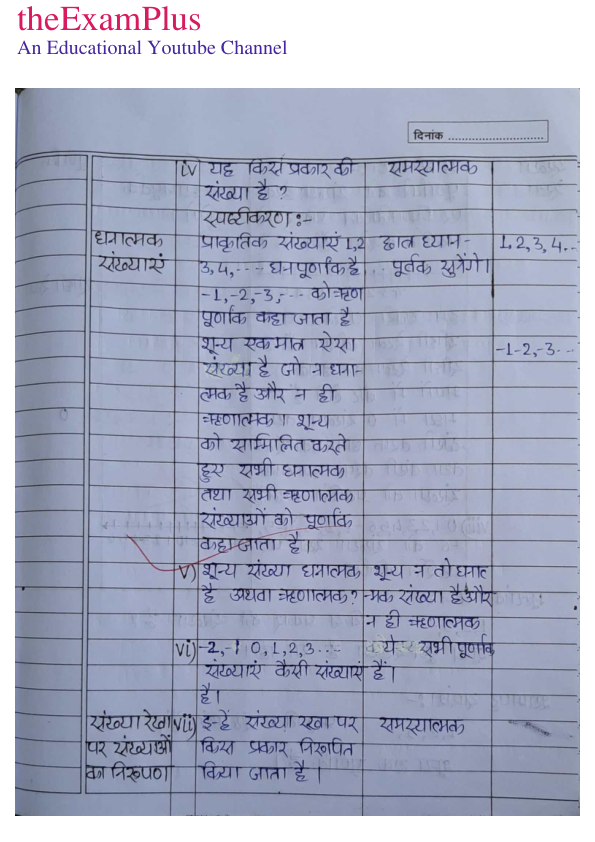 theExamPlus
An Educational Youtube Channel
दिनांक ..............................
iv यह किस प्रकार की समस्यात्मक
संख्या है ?
स्पष्टीकरण :-
धनात्मक प्राकृतिक संख्याएं 1,2 छात्र ध्यान- 1,2,3,4..
संख्याएं 3,4,---- धन पूर्णांक है, पूर्वक सुनेंगे।
-1,-2,-3,--- को ऋण
पूर्णांक कहा जाता है
शून्य एकमात्र ऐसा -1-2,-3...
संख्या है जो न धना-
त्मक है और न ही
ऋणात्मक। शून्य
को सम्मिलित करते
हुए सभी धनात्मक
तथा सभी ऋणात्मक
संख्याओं को पूर्णांक
कहा जाता है।
v) शून्य संख्या धनात्मक शून्य न तो धनात
है अथवा ऋणात्मक? -मक संख्या है और
न ही ऋणात्मक
vi) -2,-1 0,1,2,3... ये सभी पूर्णांक
संख्याएं कैसी संख्याएं हैं।
है।
संख्या रेखा vii) इन्हें संख्या रखा पर समस्यात्मक
पर संख्याओं किस प्रकार निरूपित
का निरूपण किया जाता है।